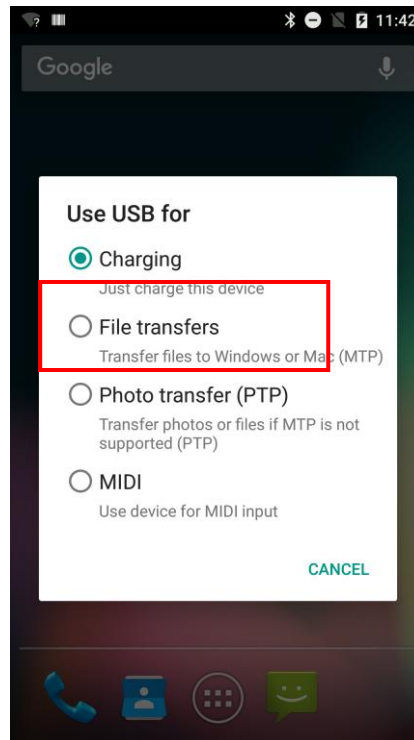 11:42
Google
Use USB for
Charging
Just charge this device
File transfers
Transfer files to Windows or Mac (MTP)
Photo transfer (PTP)
Transfer photos or files if MTP is not
supported (PTP)
MIDI
Use device for MIDI input
CANCEL